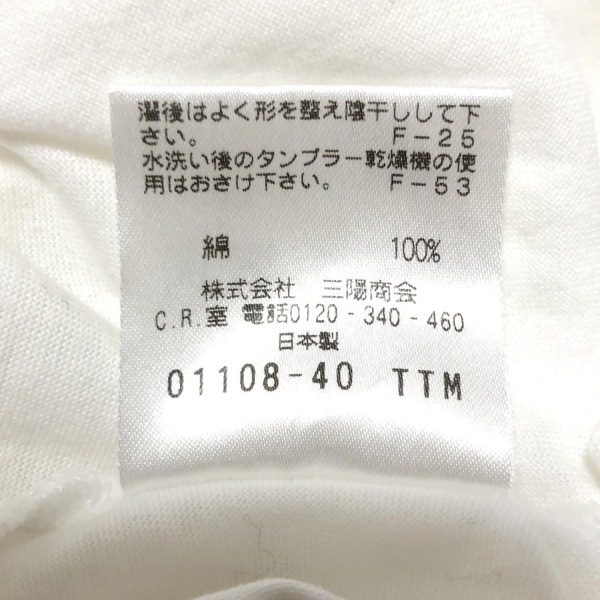 濯後はよく形を整え陰干しして下
さい。 F-25
水洗い後のタンブラー乾燥機の使
用はおさけ下さい。 F-53
綿 100%
株式会社 三陽商会
C.R.室 電話0120-340-460
日本製
01108-40 TTM